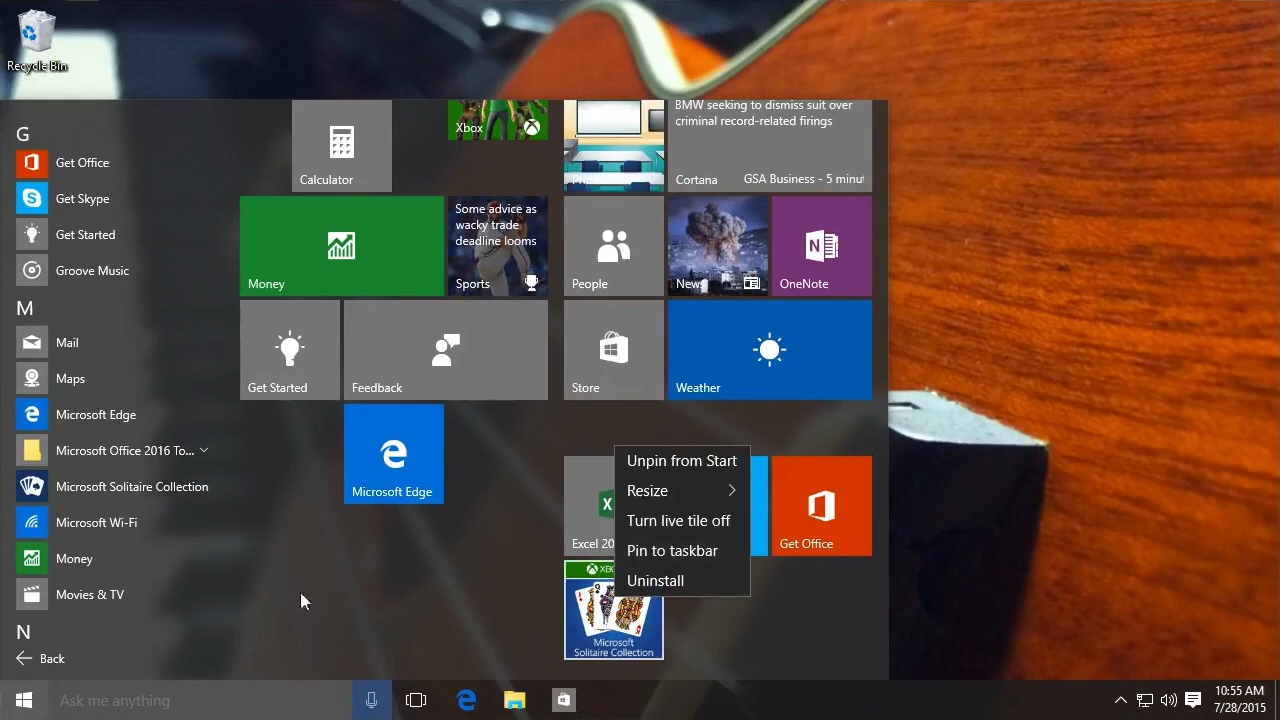 Recycle Bin
G
Get Office
Get Skype
Get Started
Groove Music
M
Mail
Maps
Microsoft Edge
Microsoft Office 2016 To...
Microsoft Solitaire Collection
Microsoft Wi-Fi
Money
Movies & TV
N
Back
Calculator
Xbox
Money
Some advice as
wacky trade
deadline looms
Sports
Get Started
Feedback
Microsoft Edge
BMW seeking to dismiss suit over
criminal record-related firings
Cortana
GSA Business - 5 minut
People
News
OneNote
Store
Weather
Excel 20
Get Office
XBO
Microsoft
Solitaire Collection
Unpin from Start
Resize
Turn live tile off
Pin to taskbar
Uninstall
Ask me anything
10:55 AM
7/28/2015